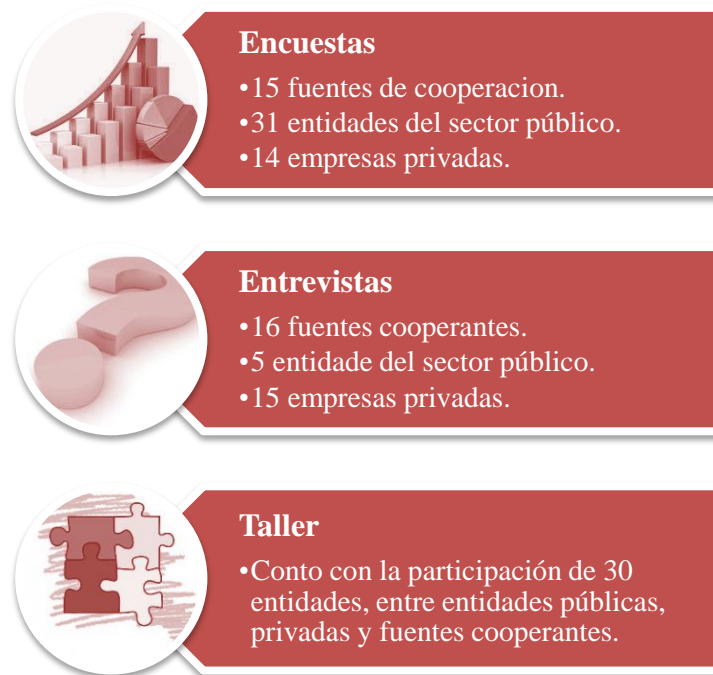 Encuestas
•15 fuentes de cooperacion.
•31 entidades del sector público.
•14 empresas privadas.
Entrevistas
•16 fuentes cooperantes.
•5 entidade del sector público.
•15 empresas privadas.
Taller
•Conto con la participación de 30
entidades, entre entidades públicas,
privadas y fuentes cooperantes.